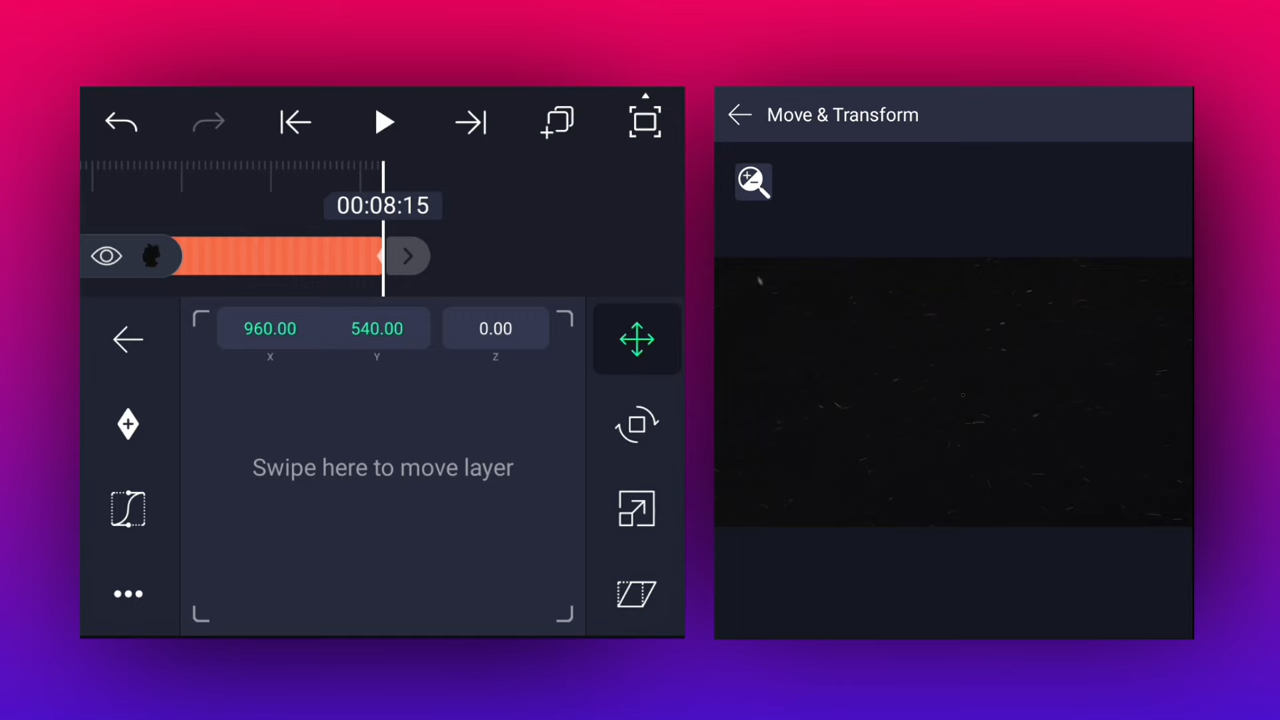 00:08:15
960.00 540.00 0.00
X Y Z
Swipe here to move layer
Move & Transform